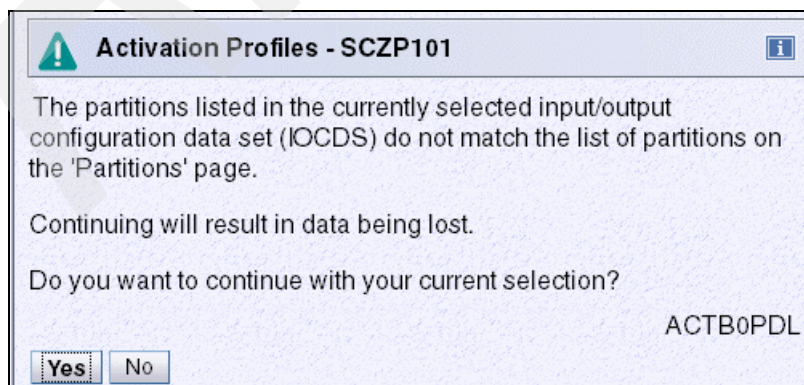 Activation Profiles - SCZP101
i
The partitions listed in the currently selected input/output
configuration data set (IOCDS) do not match the list of partitions on
the 'Partitions' page.
Continuing will result in data being lost.
Do you want to continue with your current selection?
ACTB0PDL
Yes No